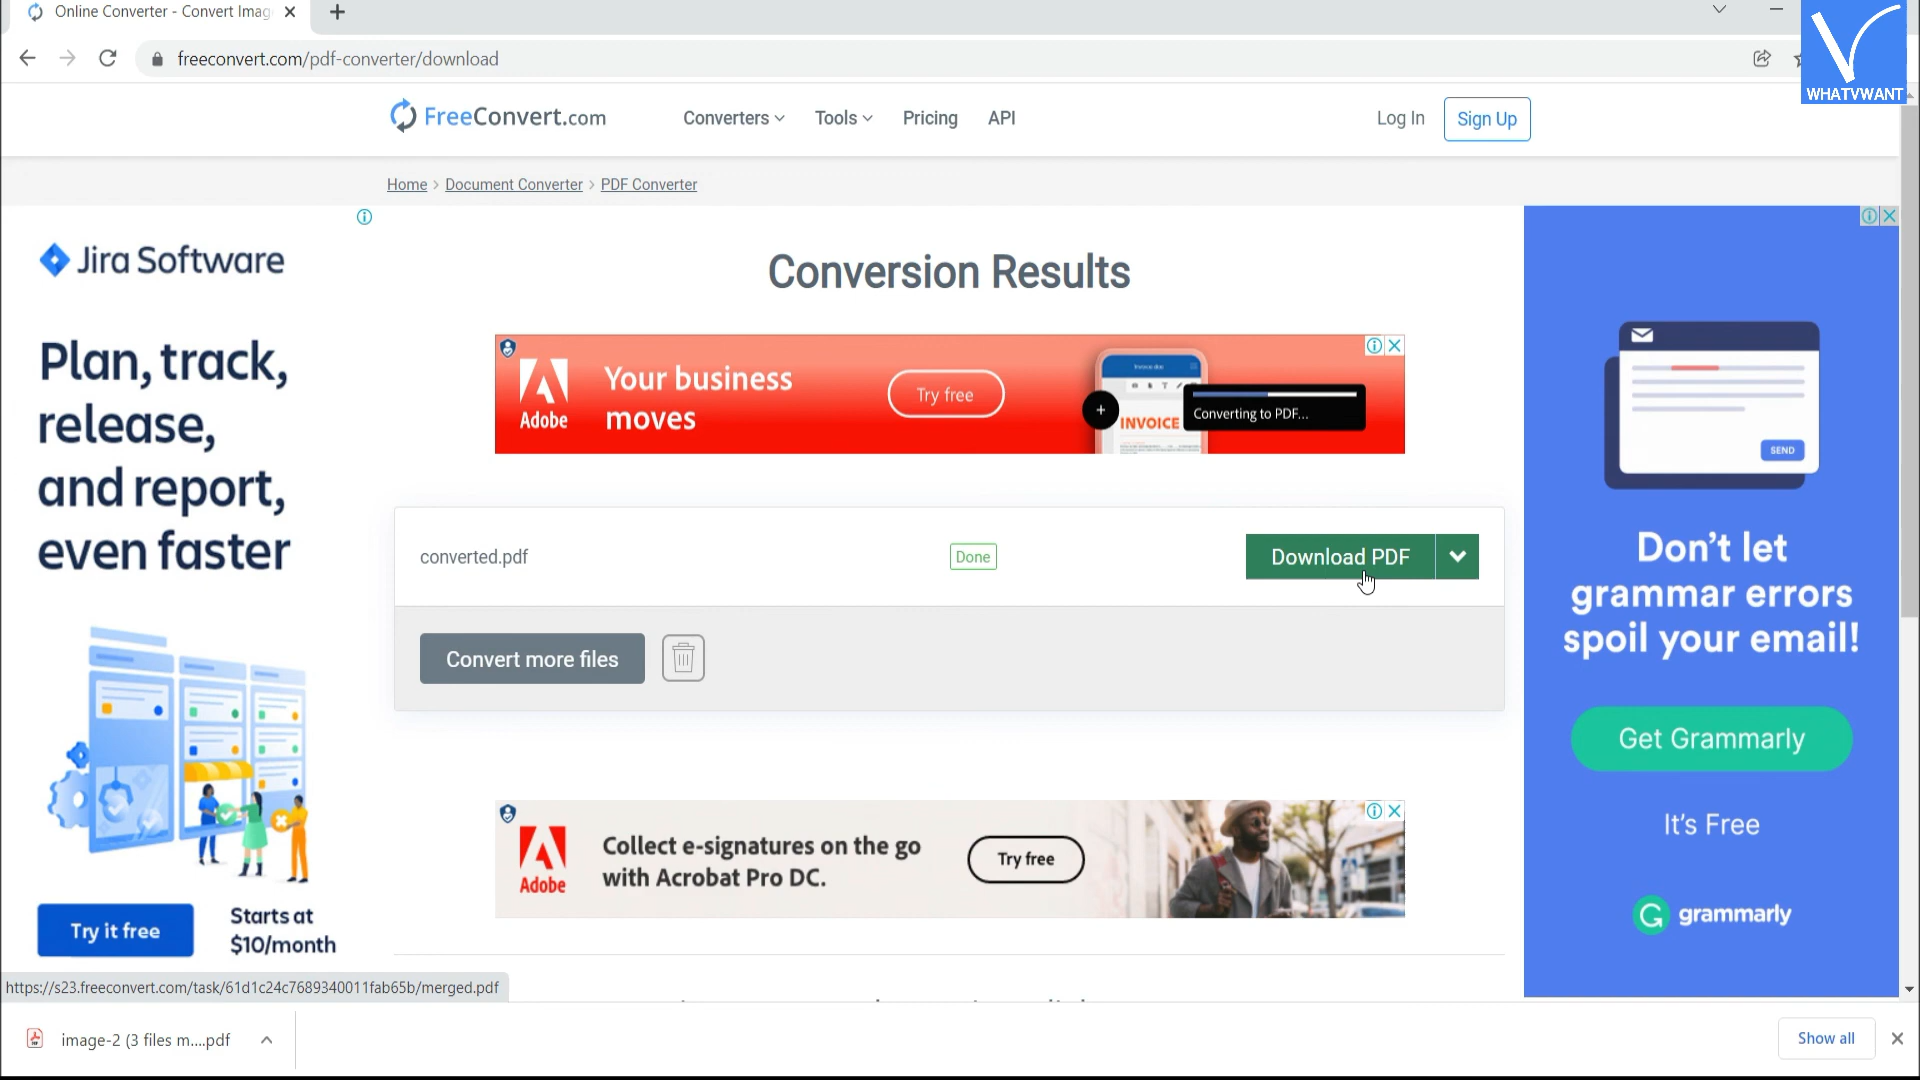 Online Converter - Convert Imag
WHATVWANT
freeconvert.com/pdf-converter/download
FreeConvert.com
Converters
Tools
Pricing
API
Log In
Sign Up
Home > Document Converter > PDF Converter
Jira Software
Plan, track,
release,
and report,
even faster
Try it free
Starts at
$10/month
Conversion Results
Adobe
Your business
moves
Try free
Invoice.doc
INVOICE
Converting to PDF...
converted.pdf
Done
Download PDF
Convert more files
Adobe
Collect e-signatures on the go
with Acrobat Pro DC.
Try free
SEND
Don't let
grammar errors
spoil your email!
Get Grammarly
It's Free
grammarly
https://s23.freeconvert.com/task/61d1c24c7689340011fab65b/merged.pdf
image-2 (3 files m....pdf
Show all